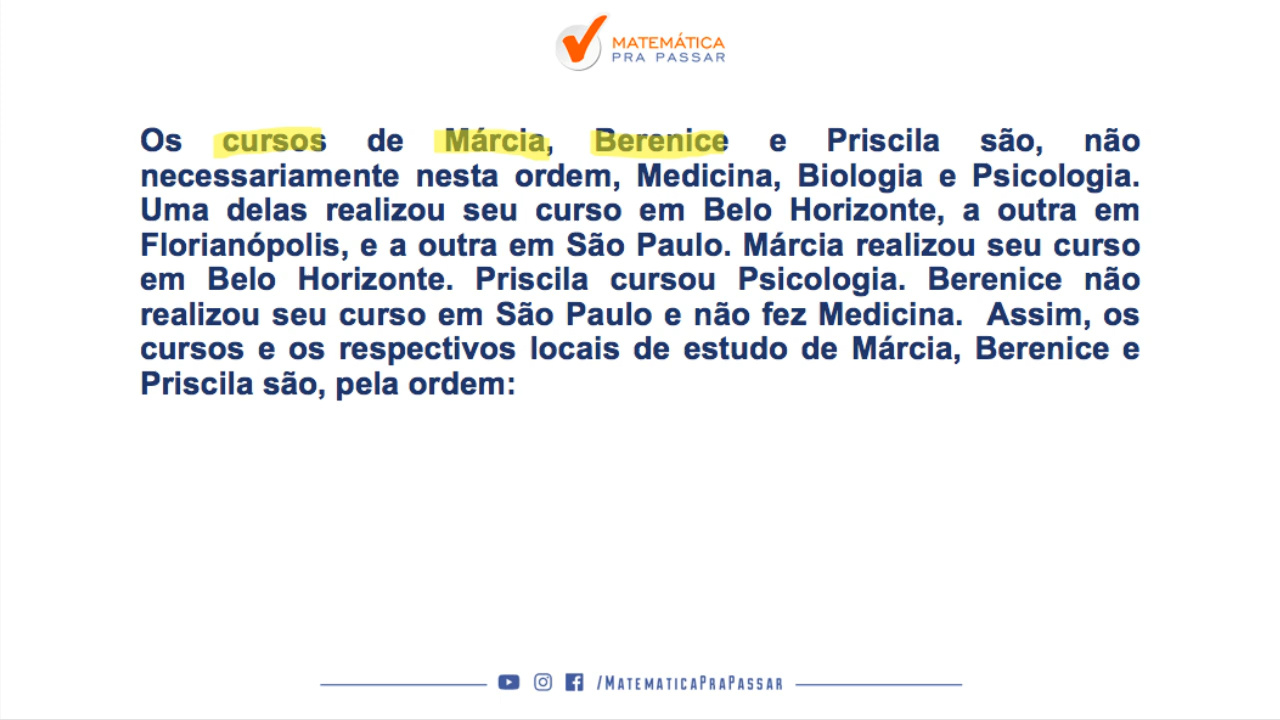 MATEMÁTICA
PRA PASSAR
Os cursos de Márcia, Berenice e Priscila são, não
necessariamente nesta ordem, Medicina, Biologia e Psicologia.
Uma delas realizou seu curso em Belo Horizonte, a outra em
Florianópolis, e a outra em São Paulo. Márcia realizou seu curso
em Belo Horizonte. Priscila cursou Psicologia. Berenice não
realizou seu curso em São Paulo e não fez Medicina. Assim, os
cursos e os respectivos locais de estudo de Márcia, Berenice e
Priscila são, pela ordem:
/MATEMATICAPRAPASSAR